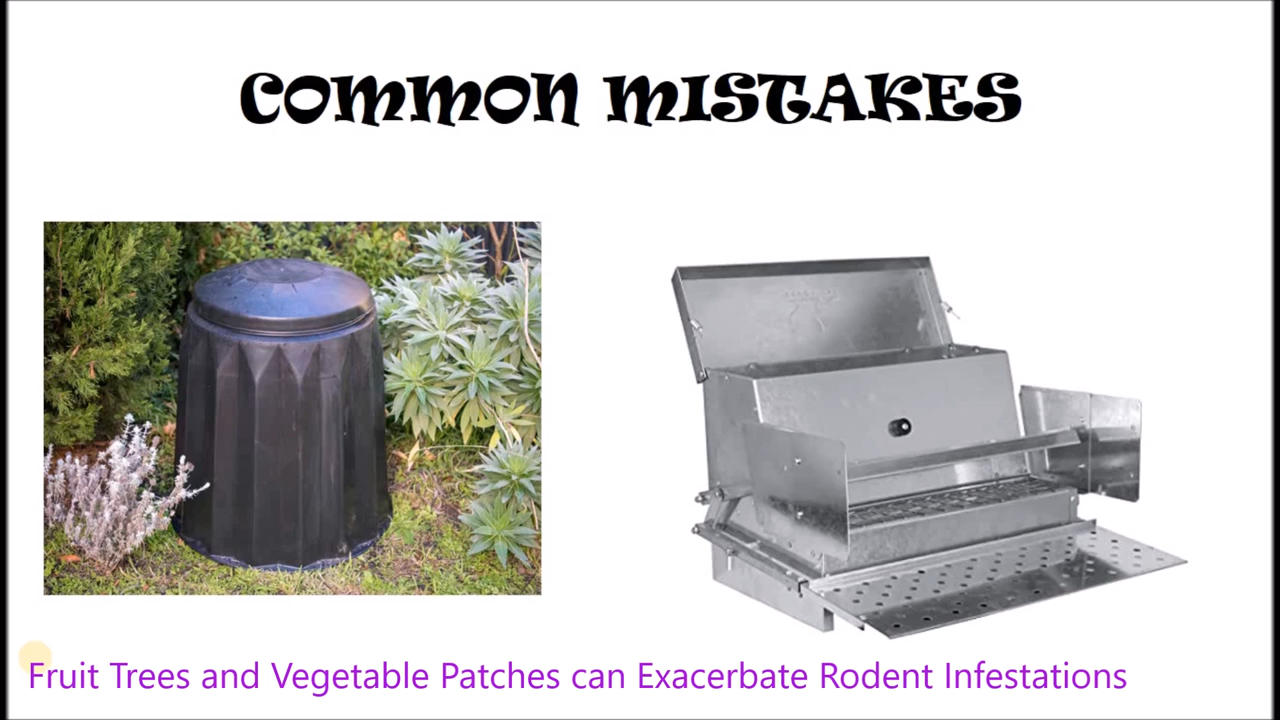 COMMON MISTAKES
Fruit Trees and Vegetable Patches can Exacerbate Rodent Infestations